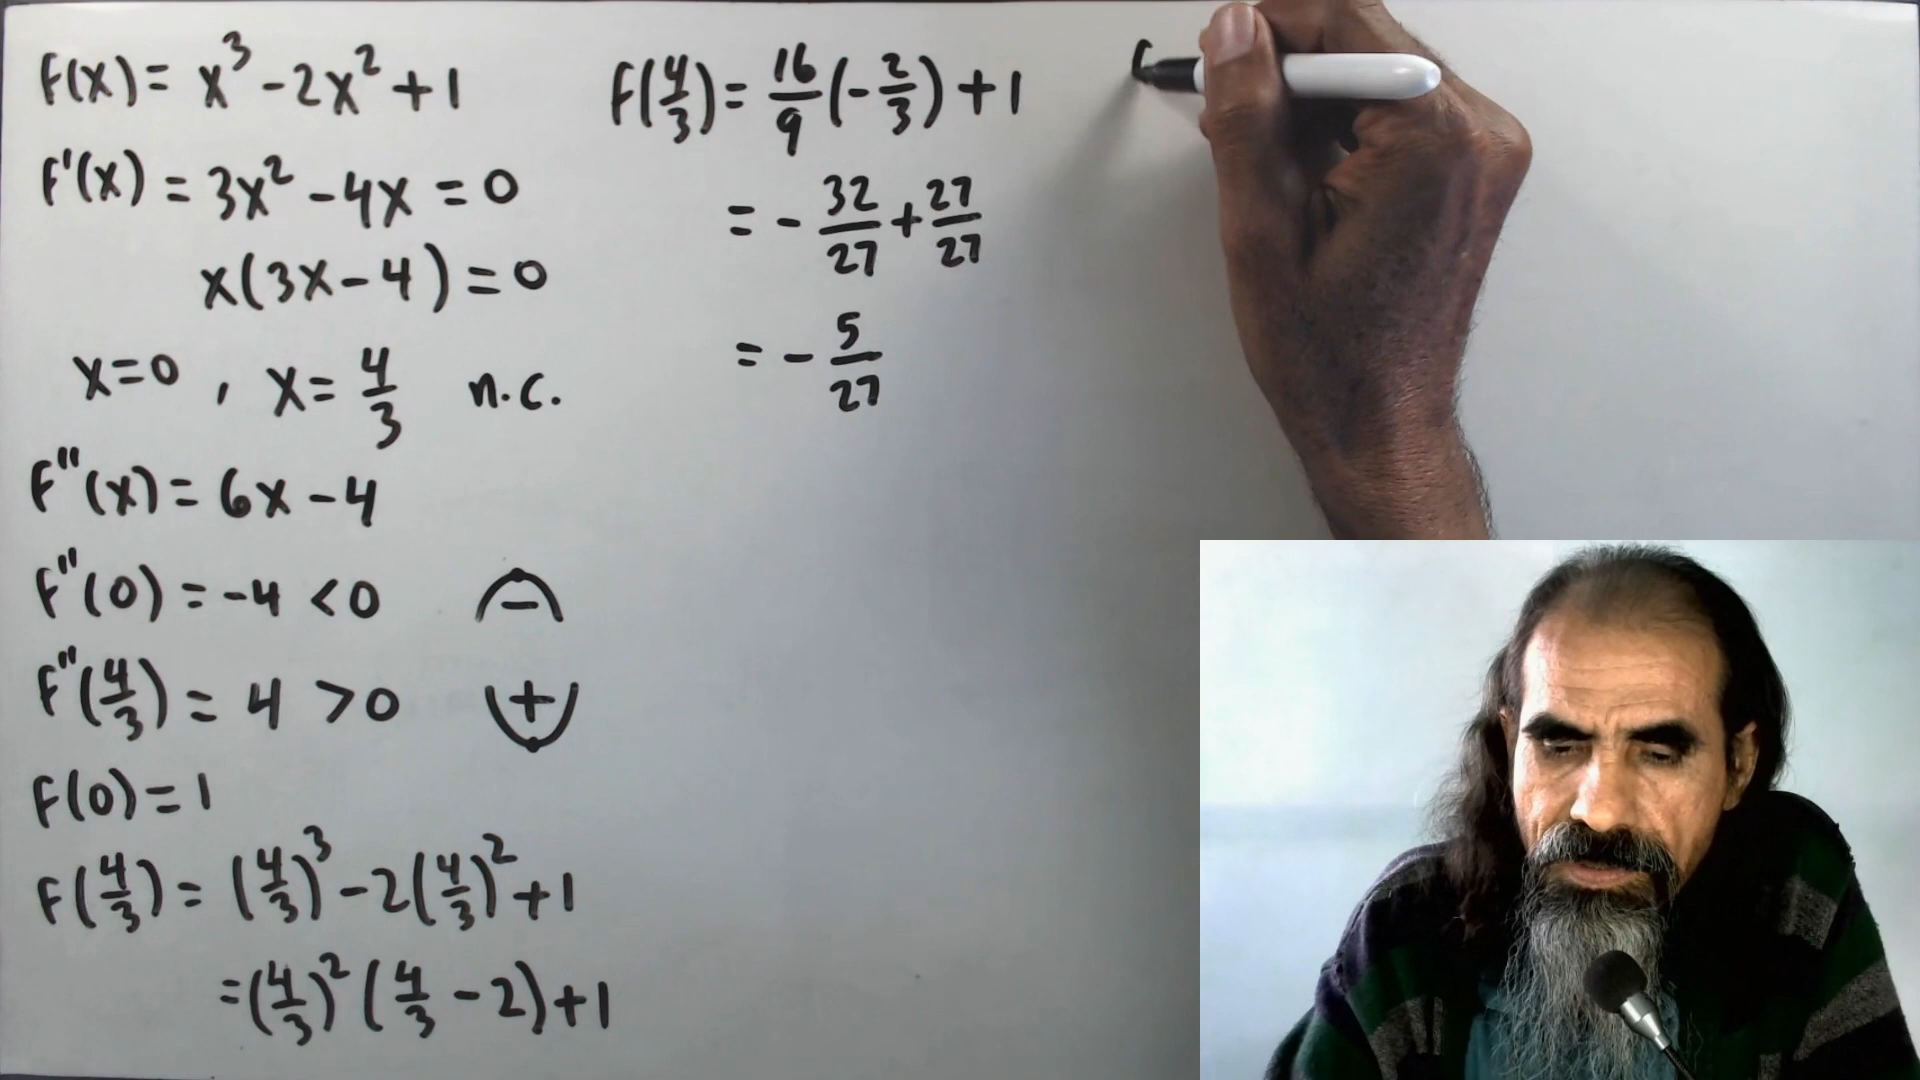 F(x) = x³ - 2x² + 1
F'(x) = 3x² - 4x = 0
x(3x - 4) = 0
x = 0 , x = 4/3 n.c.
F"(x) = 6x - 4
F"(0) = -4 < 0 -
F"(4/3) = 4 > 0 +
F(0) = 1
F(4/3) = (4/3)³ - 2(4/3)² + 1
= (4/3)² (4/3 - 2) + 1
F(4/3) = 16/9 (- 2/3) + 1
= - 32/27 + 27/27
= - 5/27